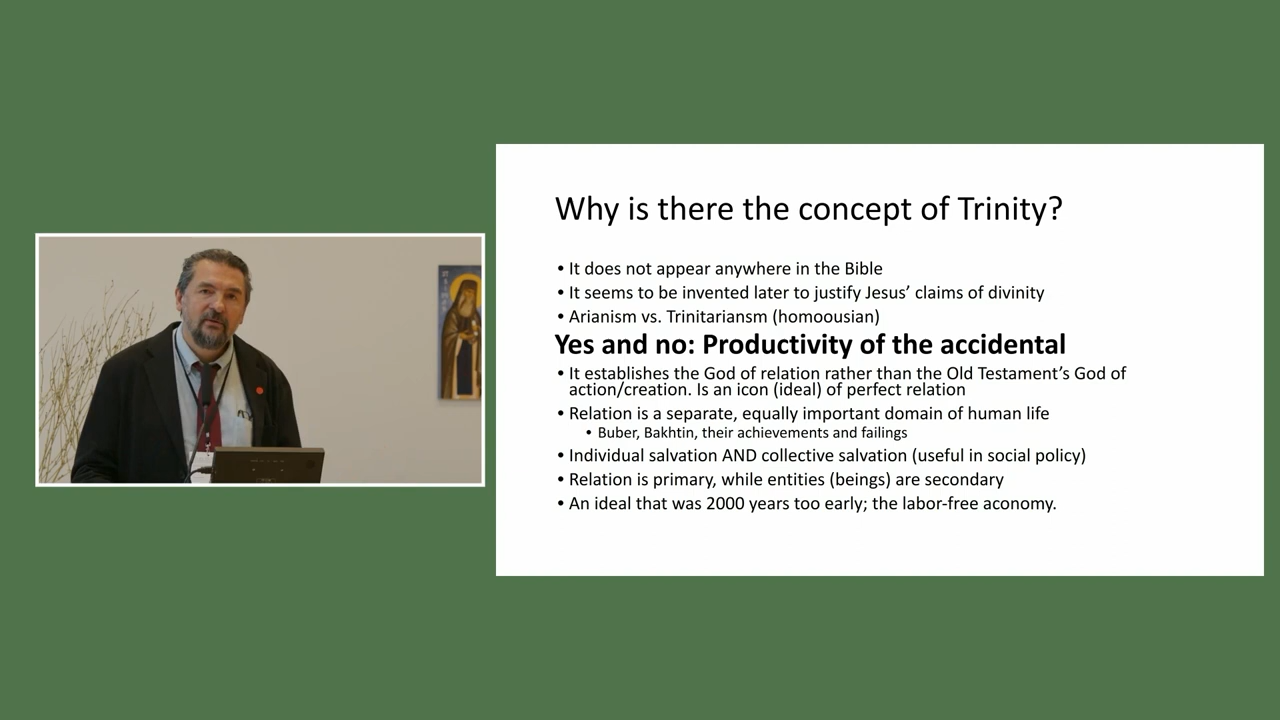 Why is there the concept of Trinity?
• It does not appear anywhere in the Bible
• It seems to be invented later to justify Jesus’ claims of divinity
• Arianism vs. Trinitariansm (homoousian)
Yes and no: Productivity of the accidental
• It establishes the God of relation rather than the Old Testament’s God of
action/creation. Is an icon (ideal) of perfect relation
• Relation is a separate, equally important domain of human life
• Buber, Bakhtin, their achievements and failings
• Individual salvation AND collective salvation (useful in social policy)
• Relation is primary, while entities (beings) are secondary
• An ideal that was 2000 years too early; the labor-free aconomy.